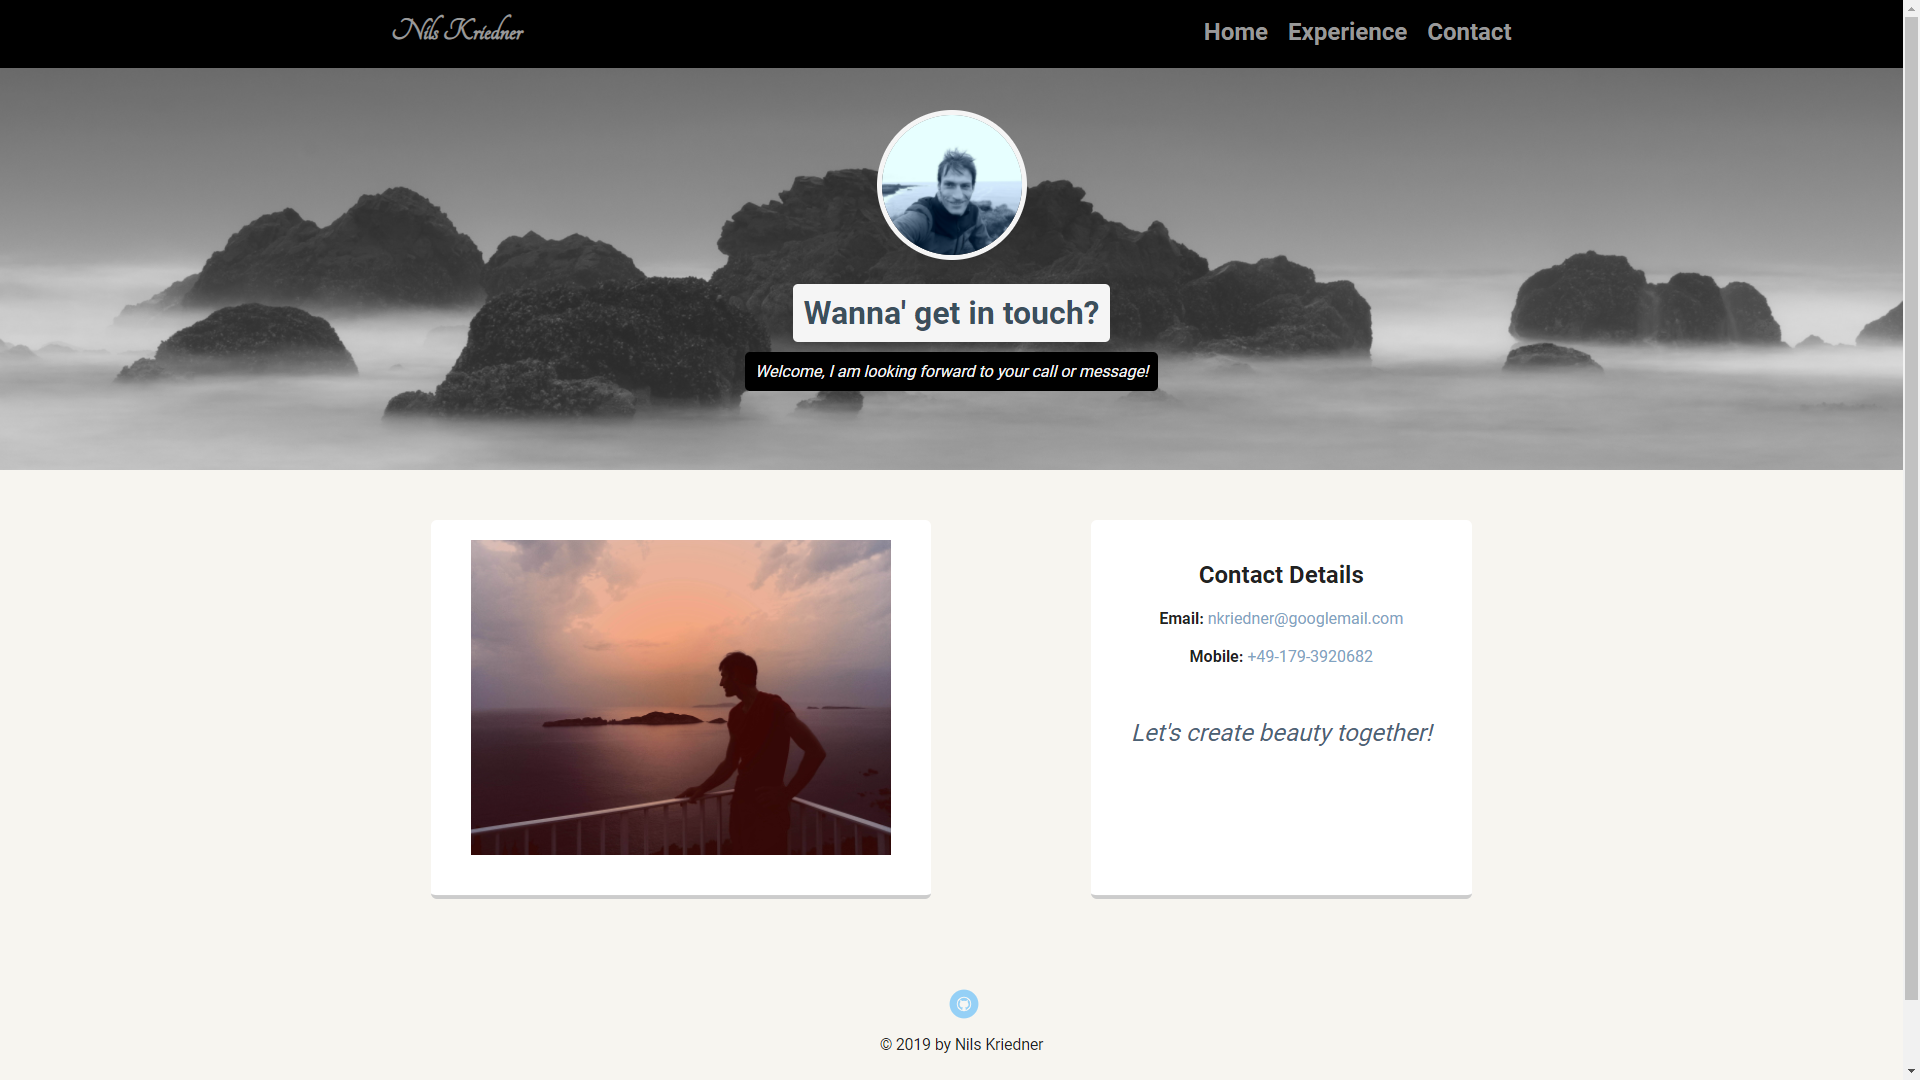 Nils Kriedner
Home Experience Contact
Wanna' get in touch?
Welcome, I am looking forward to your call or message!
Contact Details
Email: nkriedner@googlemail.com
Mobile: +49-179-3920682
Let's create beauty together!
© 2019 by Nils Kriedner